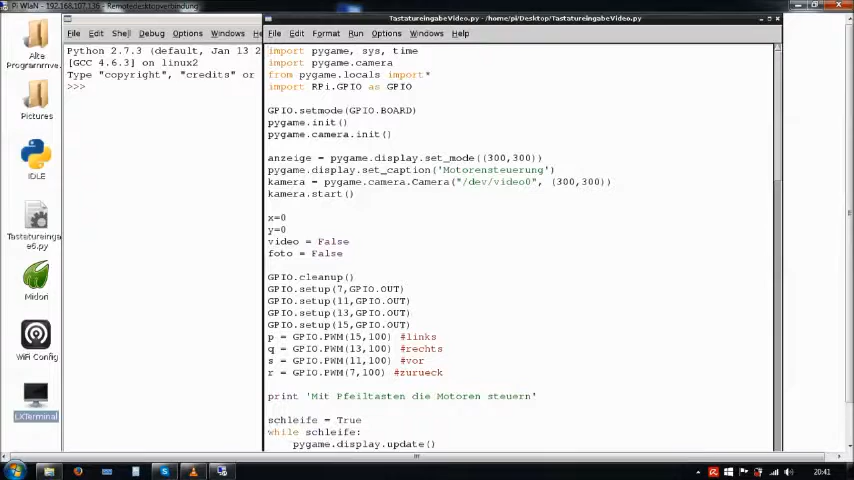 Pi WlaN - 192.168.107.136 - Remotedesktopverbindung
TastatureingabeVideo.py - /home/pi/Desktop/TastatureingabeVideo.py
File Edit Shell Debug Options Windows
File Edit Format Run Options Windows Help
Python 2.7.3 (default, Jan 13 2
[GCC 4.6.3] on linux2
Type "copyright", "credits" or
>>>
import pygame, sys, time
import pygame.camera
from pygame.locals import*
import RPi.GPIO as GPIO
GPIO.setmode(GPIO.BOARD)
pygame.init()
pygame.camera.init()
anzeige = pygame.display.set_mode((300,300))
pygame.display.set_caption('Motorensteuerung')
kamera = pygame.camera.Camera("/dev/video0", (300,300))
kamera.start()
x=0
y=0
video = False
foto = False
GPIO.cleanup()
GPIO.setup(7,GPIO.OUT)
GPIO.setup(11,GPIO.OUT)
GPIO.setup(13,GPIO.OUT)
GPIO.setup(15,GPIO.OUT)
p = GPIO.PWM(15,100) #links
q = GPIO.PWM(13,100) #rechts
s = GPIO.PWM(11,100) #vor
r = GPIO.PWM(7,100) #zurueck
print 'Mit Pfeiltasten die Motoren steuern'
schleife = True
while schleife:
pygame.display.update()
Alte
Programmve...
Pictures
IDLE
Tastatureinga
be6.py
Midori
WiFi Config
LXTerminal
20:41